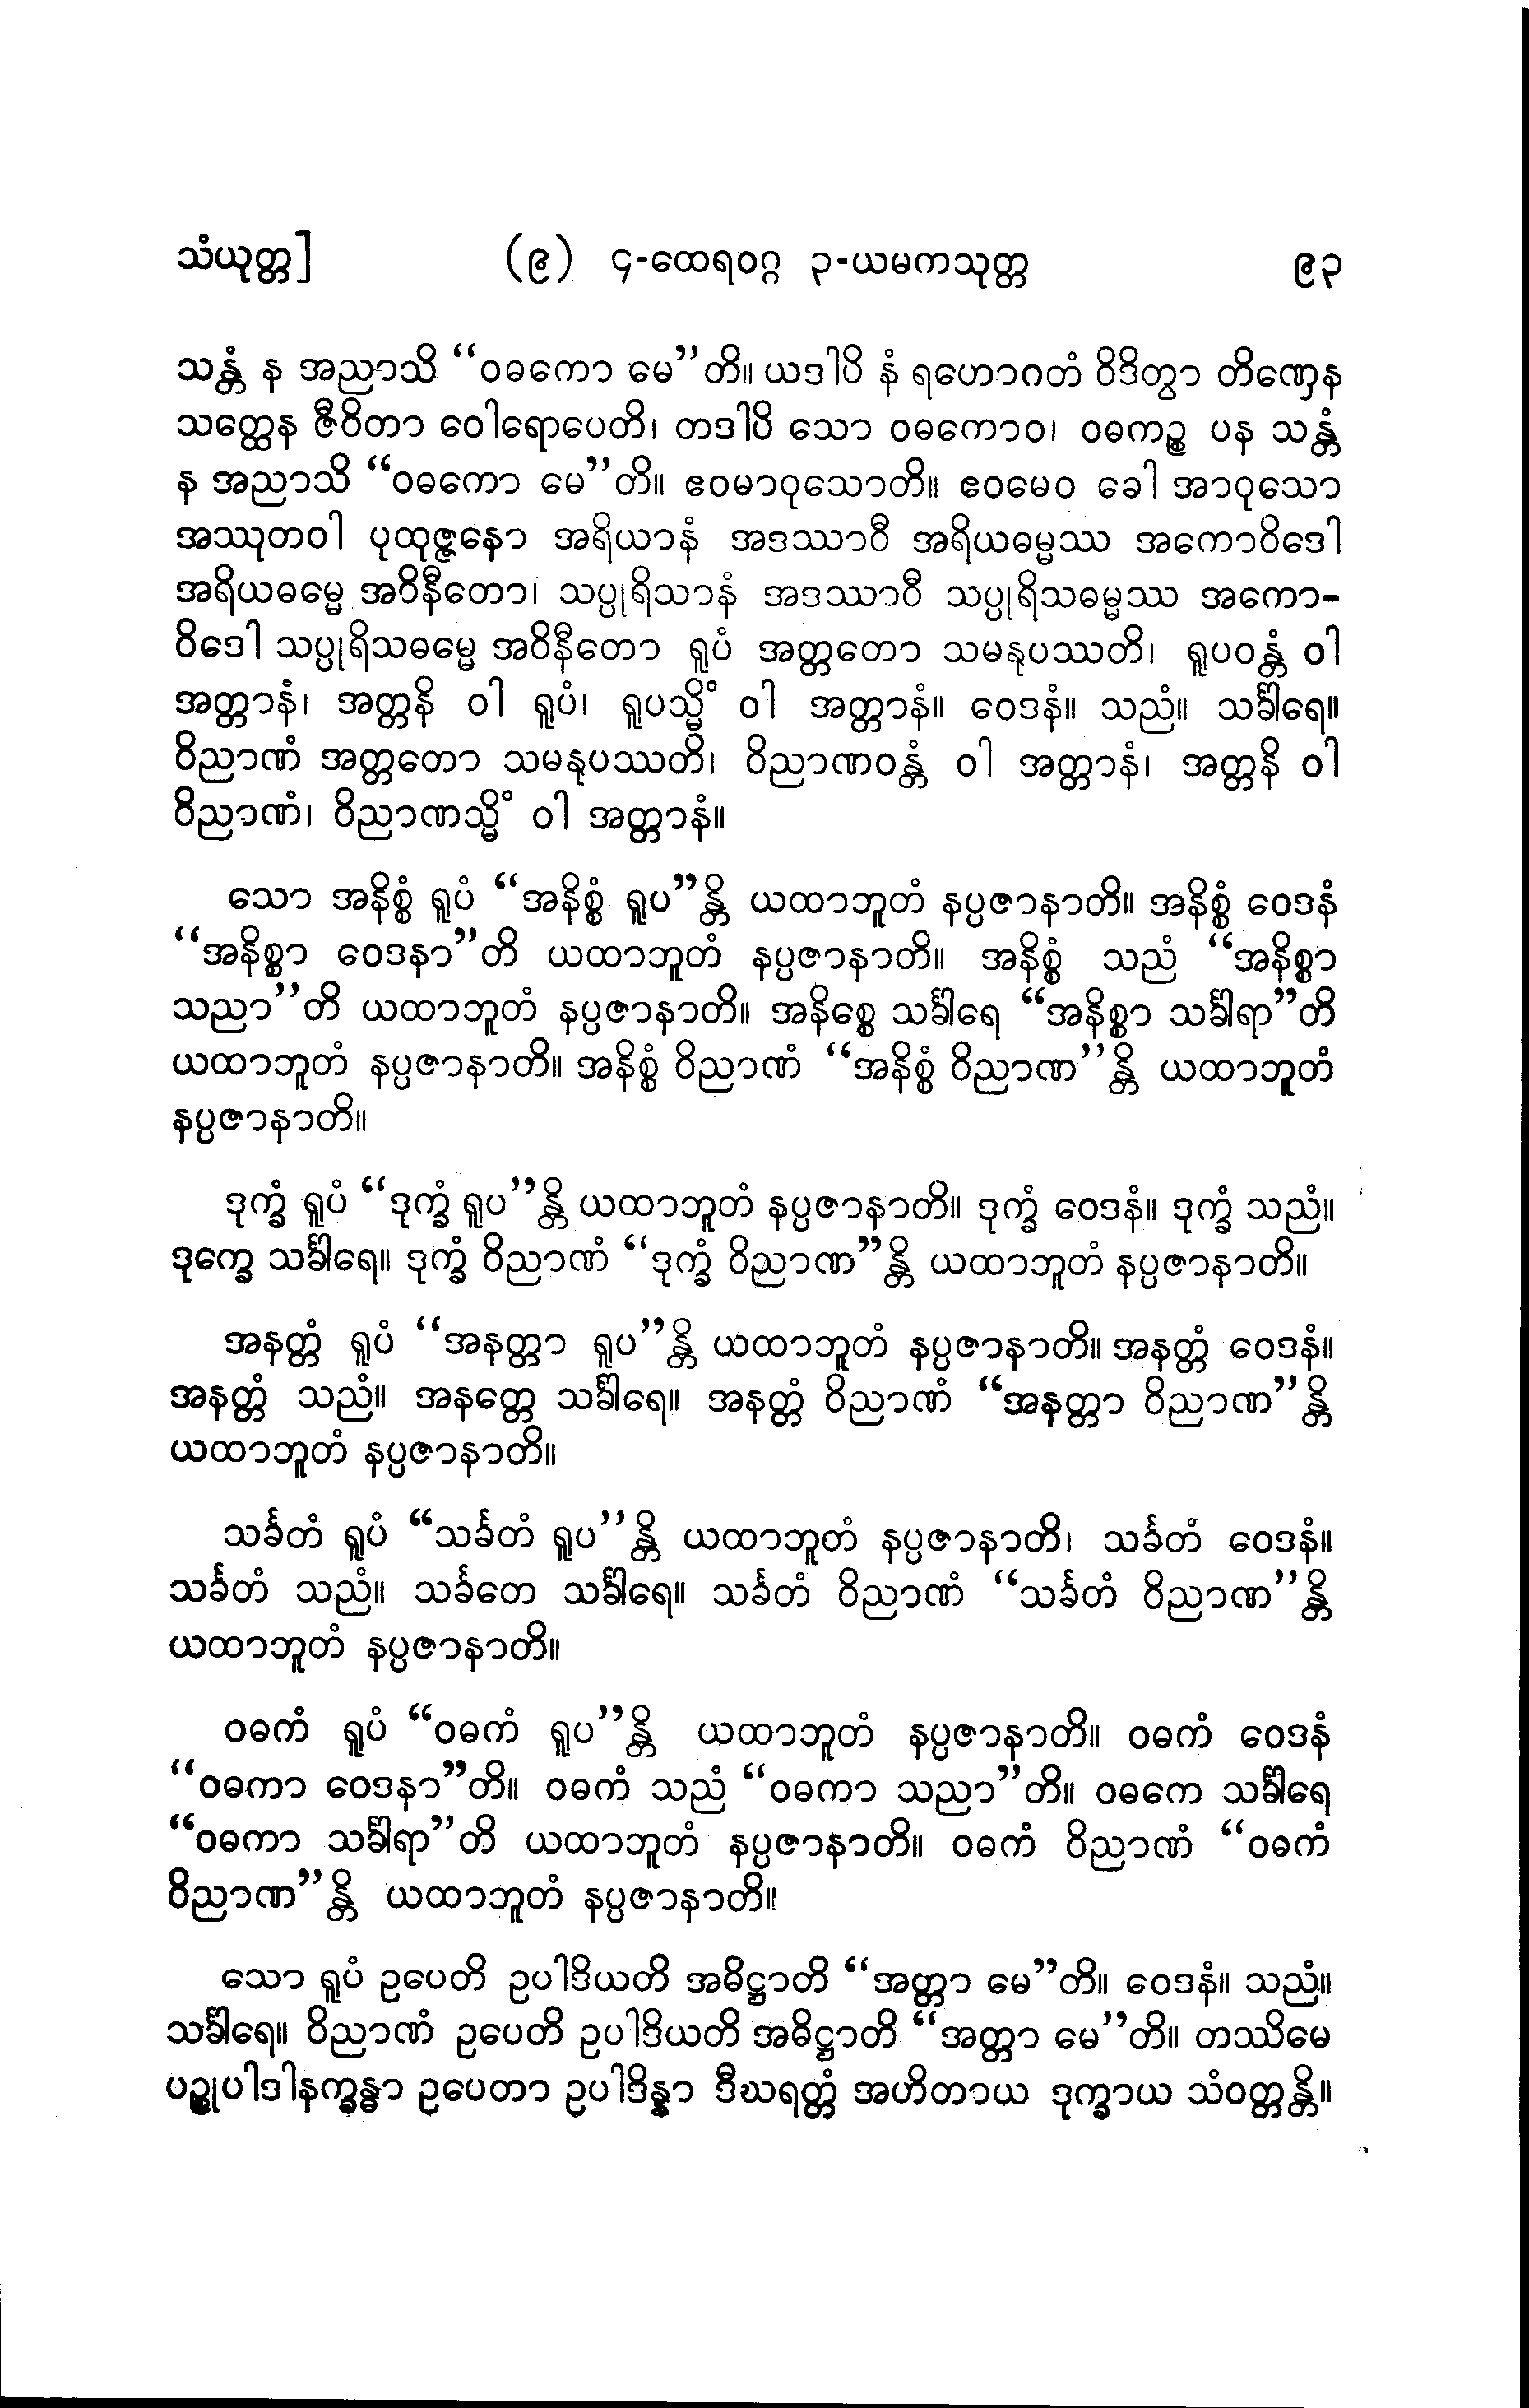 သံယုတ္တ] (၉) ၄-ထေရဝဂ္ဂ ၃-ယမကသုတ္တ ၉၃
သန္တံ န အညာသိ “ဝဓကော မေ”တိ။ ယဒါပိ နံ ရဟောဂတံ ဝိဒိတွာ တိဏှေန
သတ္ထေန ဇီဝိတာ ဝေါရောပေတိ၊ တဒါပိ သော ဝဓကောဝ၊ ဝဓကဉ္စ ပန သန္တံ
န အညာသိ “ဝဓကော မေ”တိ။ ဧဝမာဝုသောတိ။ ဧဝမေဝ ခေါ အာဝုသော
အဿုတဝါ ပုထုဇ္ဇနော အရိယာနံ အဒဿာဝီ အရိယဓမ္မဿ အကောဝိဒေါ
အရိယဓမ္မေ အဝိနီတော၊ သပ္ပုရိသာနံ အဒဿာဝီ သပ္ပုရိသဓမ္မဿ အကော-
ဝိဒေါ သပ္ပုရိသဓမ္မေ အဝိနီတော ရူပံ အတ္တတော သမနုပဿတိ၊ ရူပဝန္တံ ဝါ
အတ္တာနံ၊ အတ္တနိ ဝါ ရူပံ၊ ရူပသ္မိံ ဝါ အတ္တာနံ။ ဝေဒနံ။ သညံ။ သင်္ခါရေ။
ဝိညာဏံ အတ္တတော သမနုပဿတိ၊ ဝိညာဏဝန္တံ ဝါ အတ္တာနံ၊ အတ္တနိ ဝါ
ဝိညာဏံ၊ ဝိညာဏသ္မိံ ဝါ အတ္တာနံ။
သော အနိစ္စံ ရူပံ “အနိစ္စံ ရူပ”န္တိ ယထာဘူတံ နပ္ပဇာနာတိ။ အနိစ္စံ ဝေဒနံ
“အနိစ္စာ ဝေဒနာ”တိ ယထာဘူတံ နပ္ပဇာနာတိ။ အနိစ္စံ သညံ “အနိစ္စာ
သညာ”တိ ယထာဘူတံ နပ္ပဇာနာတိ။ အနိစ္စေ သင်္ခါရေ “အနိစ္စာ သင်္ခါရာ”တိ
ယထာဘူတံ နပ္ပဇာနာတိ။ အနိစ္စံ ဝိညာဏံ “အနိစ္စံ ဝိညာဏ”န္တိ ယထာဘူတံ
နပ္ပဇာနာတိ။
ဒုက္ခံ ရူပံ “ဒုက္ခံ ရူပ”န္တိ ယထာဘူတံ နပ္ပဇာနာတိ။ ဒုက္ခံ ဝေဒနံ။ ဒုက္ခံ သညံ။
ဒုက္ခေ သင်္ခါရေ။ ဒုက္ခံ ဝိညာဏံ “ဒုက္ခံ ဝိညာဏ”န္တိ ယထာဘူတံ နပ္ပဇာနာတိ။
အနတ္တံ ရူပံ “အနတ္တာ ရူပ”န္တိ ယထာဘူတံ နပ္ပဇာနာတိ။ အနတ္တံ ဝေဒနံ။
အနတ္တံ သညံ။ အနတ္တေ သင်္ခါရေ။ အနတ္တံ ဝိညာဏံ “အနတ္တာ ဝိညာဏ”န္တိ
ယထာဘူတံ နပ္ပဇာနာတိ။
သင်္ခတံ ရူပံ “သင်္ခတံ ရူပ”န္တိ ယထာဘူတံ နပ္ပဇာနာတိ၊ သင်္ခတံ ဝေဒနံ။
သင်္ခတံ သညံ။ သင်္ခတေ သင်္ခါရေ။ သင်္ခတံ ဝိညာဏံ “သင်္ခတံ ဝိညာဏ”န္တိ
ယထာဘူတံ နပ္ပဇာနာတိ။
ဝဓကံ ရူပံ “ဝဓကံ ရူပ”န္တိ ယထာဘူတံ နပ္ပဇာနာတိ။ ဝဓကံ ဝေဒနံ
“ဝဓကာ ဝေဒနာ”တိ။ ဝဓကံ သညံ “ဝဓကာ သညာ”တိ။ ဝဓကေ သင်္ခါရေ
“ဝဓကာ သင်္ခါရာ”တိ ယထာဘူတံ နပ္ပဇာနာတိ။ ဝဓကံ ဝိညာဏံ “ဝဓကံ
ဝိညာဏ”န္တိ ယထာဘူတံ နပ္ပဇာနာတိ။
သော ရူပံ ဥပေတိ ဥပါဒိယတိ အဓိဋ္ဌာတိ “အတ္တာ မေ”တိ။ ဝေဒနံ။ သညံ။
သင်္ခါရေ။ ဝိညာဏံ ဥပေတိ ဥပါဒိယတိ အဓိဋ္ဌာတိ “အတ္တာ မေ”တိ။ တဿိမေ
ပဉ္စုပါဒါနက္ခန္ဓာ ဥပေတာ ဥပါဒိန္နာ ဒီဃရတ္တံ အဟိတာယ ဒုက္ခာယ သံဝတ္တန္တိ။